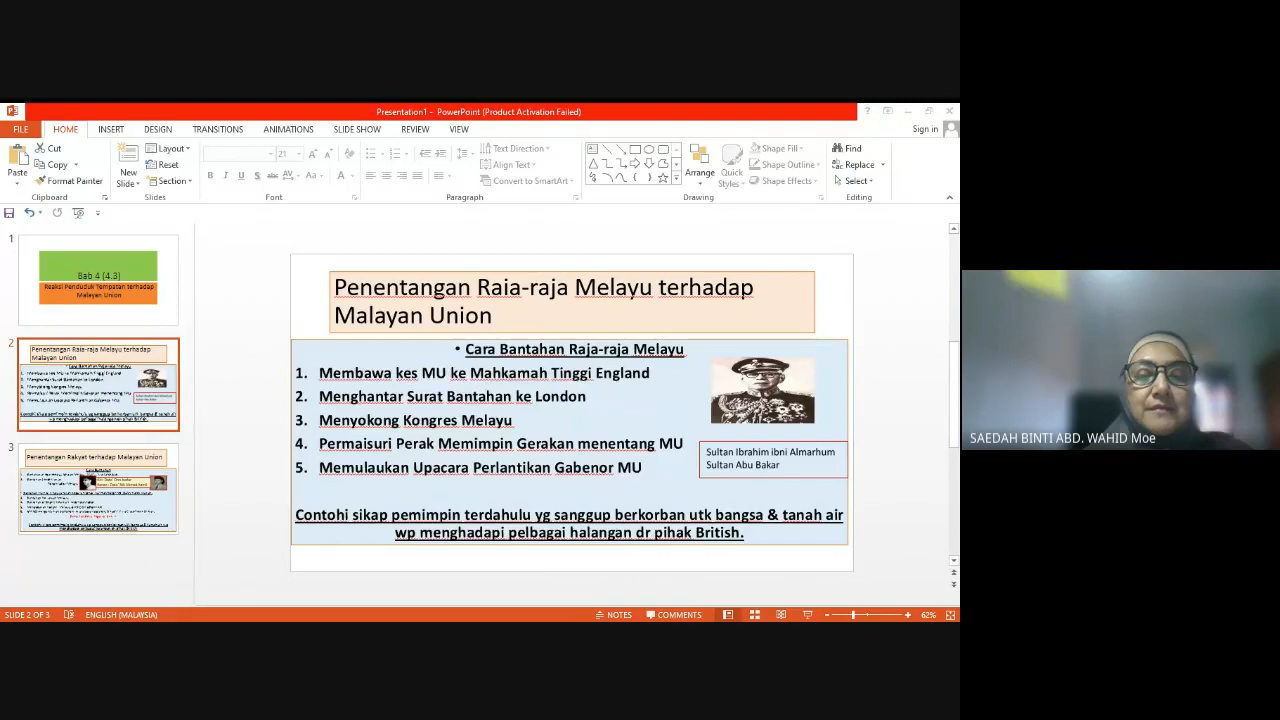 Presentation1 - PowerPoint (Product Activation Failed)
FILE HOME INSERT DESIGN TRANSITIONS ANIMATIONS SLIDE SHOW REVIEW VIEW Sign in
Paste
Cut
Copy
Format Painter
Clipboard
New Slide
Layout
Reset
Section
Slides
21
Font
Text Direction
Align Text
Convert to SmartArt
Paragraph
Arrange
Quick Styles
Shape Fill
Shape Outline
Shape Effects
Drawing
Find
Replace
Select
Editing
1
Bab 4 (4.3)
Reaksi Penduduk Tempatan terhadap
Malayan Union
2
Penentangan Raja-raja Melayu terhadap
Malayan Union
3
Penentangan Rakyat terhadap Malayan Union
Penentangan Raja-raja Melayu terhadap
Malayan Union
• Cara Bantahan Raja-raja Melayu
1. Membawa kes MU ke Mahkamah Tinggi England
2. Menghantar Surat Bantahan ke London
3. Menyokong Kongres Melayu
4. Permaisuri Perak Memimpin Gerakan menentang MU
5. Memulaukan Upacara Perlantikan Gabenor MU
Sultan Ibrahim ibni Almarhum
Sultan Abu Bakar
Contohi sikap pemimpin terdahulu yg sanggup berkorban utk bangsa & tanah air
wp menghadapi pelbagai halangan dr pihak British.
SAEDAH BINTI ABD. WAHID Moe
SLIDE 2 OF 3 ENGLISH (MALAYSIA) NOTES COMMENTS 62%